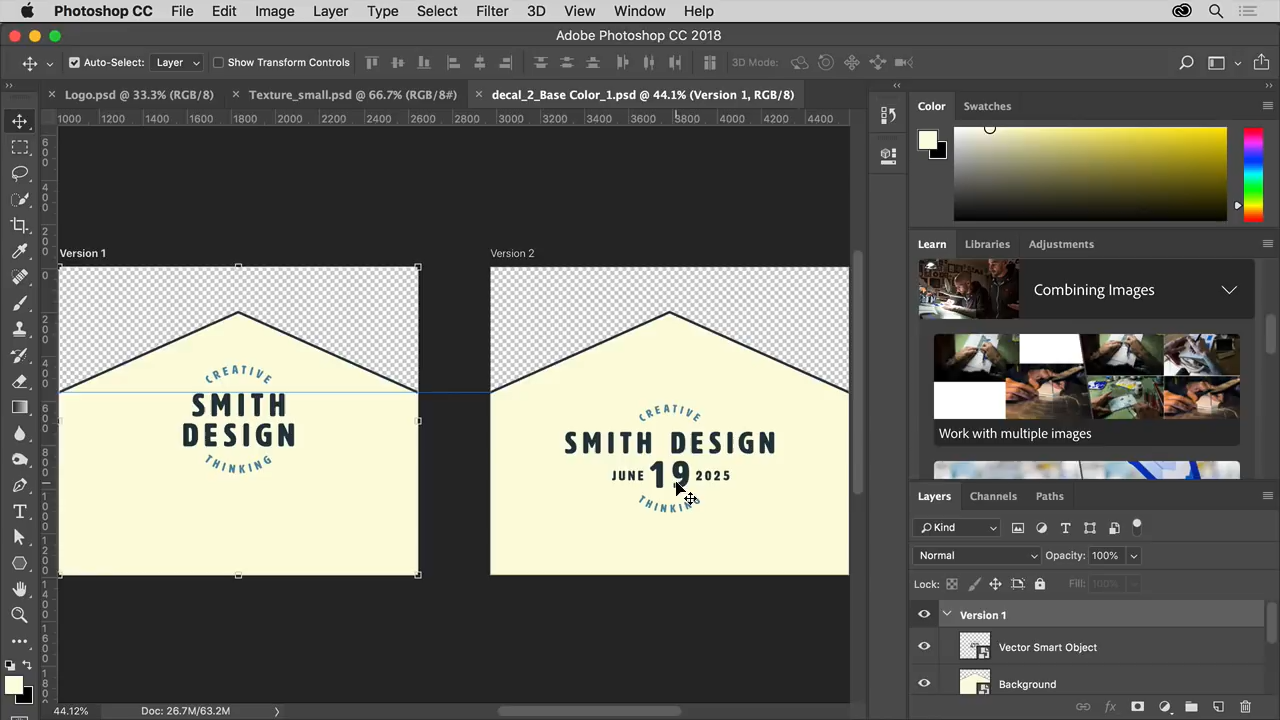 Photoshop CC File Edit Image Layer Type Select Filter 3D View Window Help
Adobe Photoshop CC 2018
Auto-Select: Layer Show Transform Controls 3D Mode:
Logo.psd @ 33.3% (RGB/8) Texture_small.psd @ 66.7% (RGB/8#) decal_2_Base Color_1.psd @ 44.1% (Version 1, RGB/8)
1000 1200 1400 1600 1800 2000 2200 2400 2600 2800 3000 3200 3400 3600 3800 4000 4200 4400
Color Swatches
Learn Libraries Adjustments
Combining Images
Work with multiple images
Version 1
CREATIVE
SMITH
DESIGN
THINKING
Version 2
CREATIVE
SMITH DESIGN
JUNE 19 2025
THINKING
Layers Channels Paths
Kind
Normal Opacity: 100%
Lock: Fill: 100%
Version 1
Vector Smart Object
Background
44.12% Doc: 26.7M/63.2M